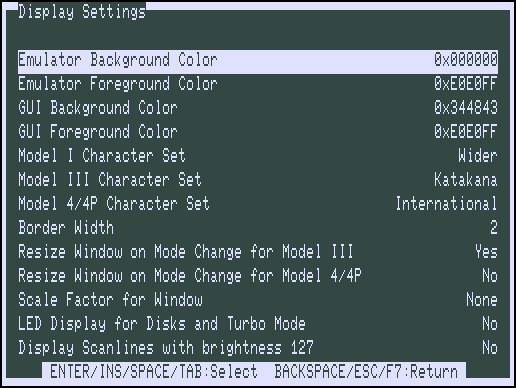 Display Settings
Emulator Background Color 0x000000
Emulator Foreground Color 0xE0E0FF
GUI Background Color 0x344843
GUI Foreground Color 0xE0E0FF
Model I Character Set Wider
Model III Character Set Katakana
Model 4/4P Character Set International
Border Width 2
Resize Window on Mode Change for Model III Yes
Resize Window on Mode Change for Model 4/4P No
Scale Factor for Window None
LED Display for Disks and Turbo Mode No
Display Scanlines with brightness 127 No
ENTER/INS/SPACE/TAB:Select BACKSPACE/ESC/F7:Return